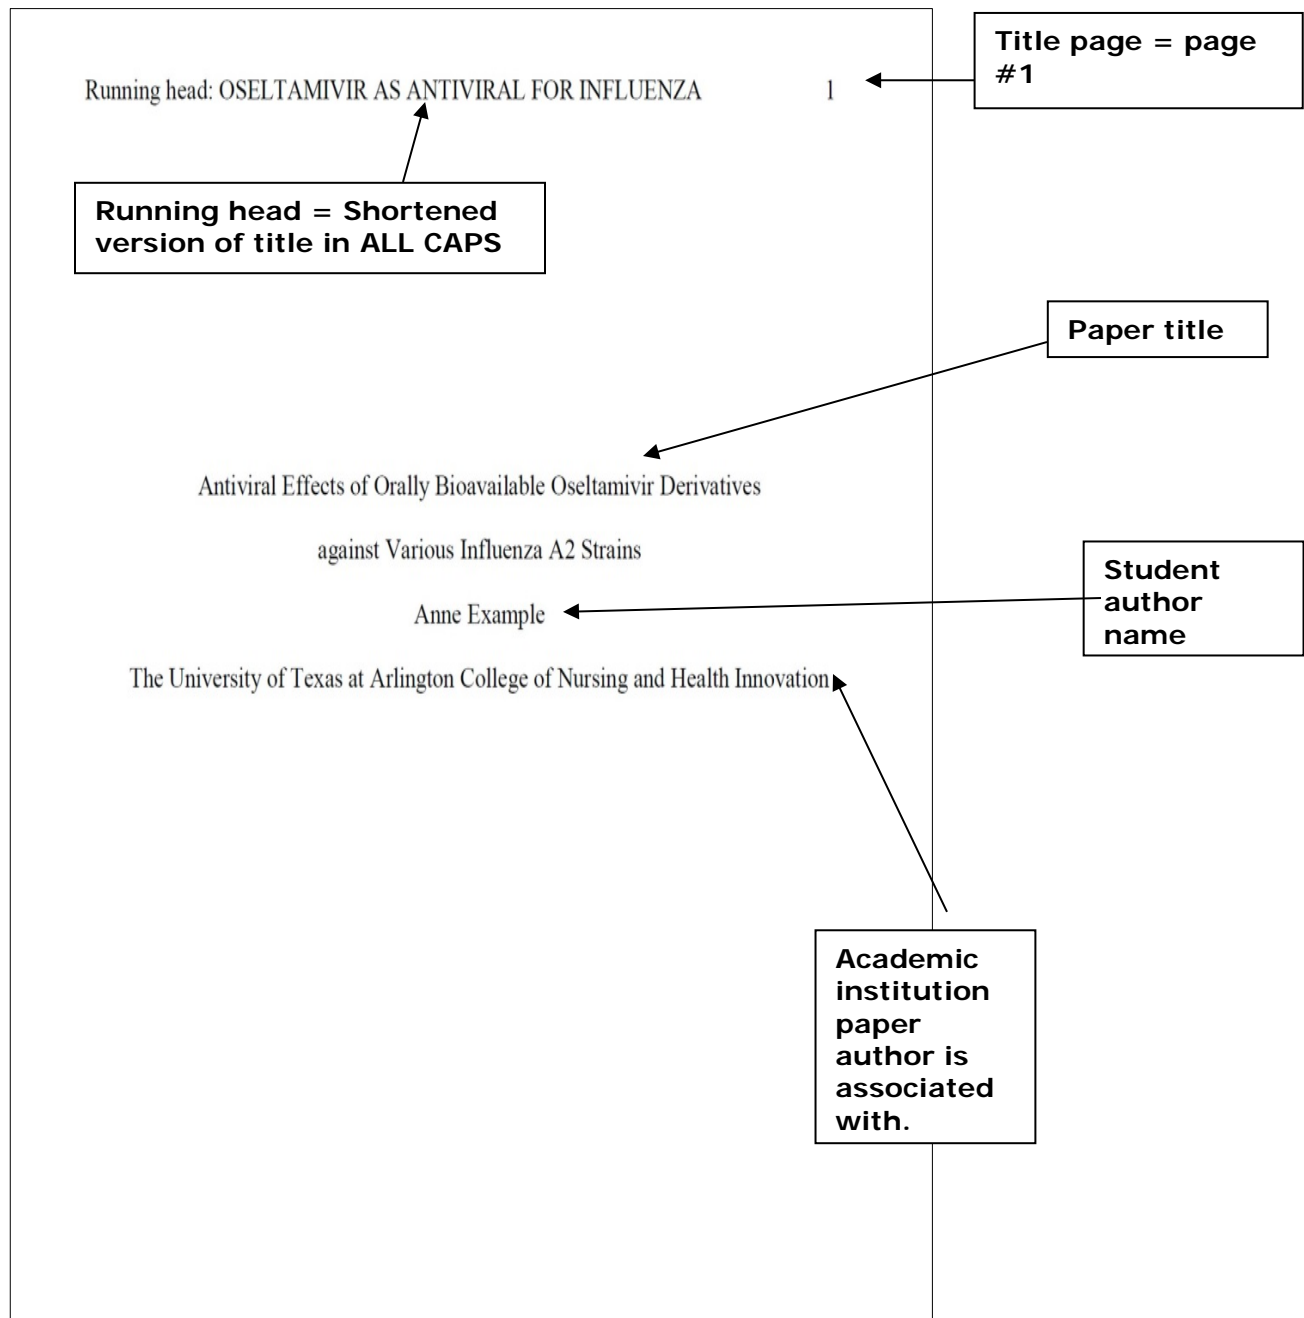 Title page = page
#1
Running head: OSELTAMIVIR AS ANTIVIRAL FOR INFLUENZA 1
Running head = Shortened
version of title in ALL CAPS
Paper title
Antiviral Effects of Orally Bioavailable Oseltamivir Derivatives
against Various Influenza A2 Strains
Student
author
name
Anne Example
The University of Texas at Arlington College of Nursing and Health Innovation
Academic
institution
paper
author is
associated
with.